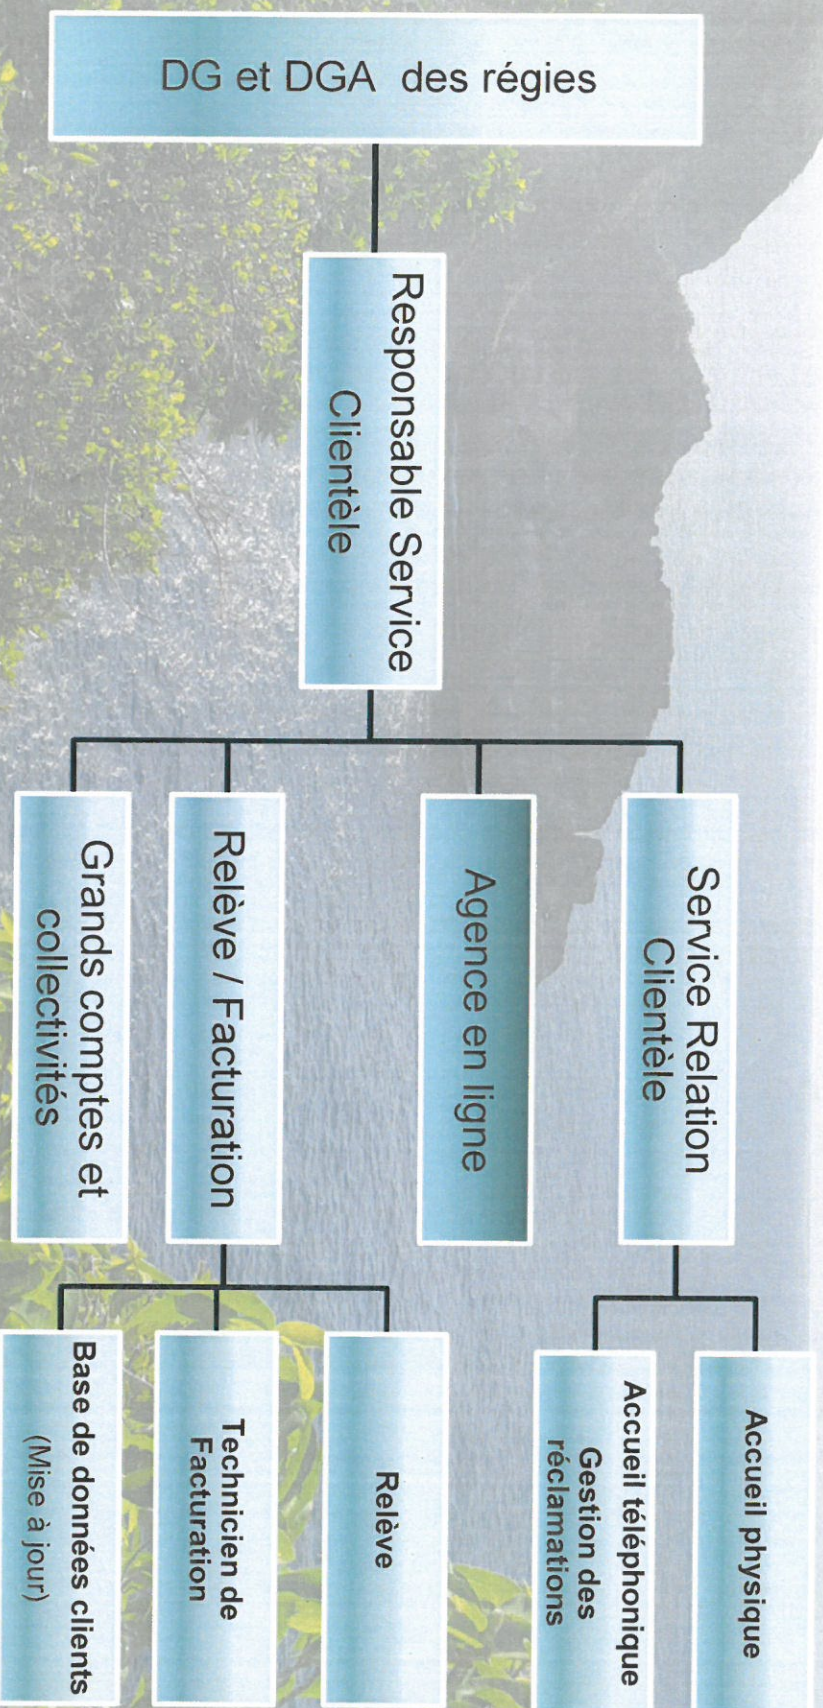 DG et DGA des régies
Responsable Service
Clientèle
Service Relation
Clientèle
Agence en ligne
Relève / Facturation
Grands comptes et
collectivités
Accueil physique
Accueil téléphonique
Gestion des
réclamations
Relève
Technicien de
Facturation
Base de données clients
(Mise à jour)